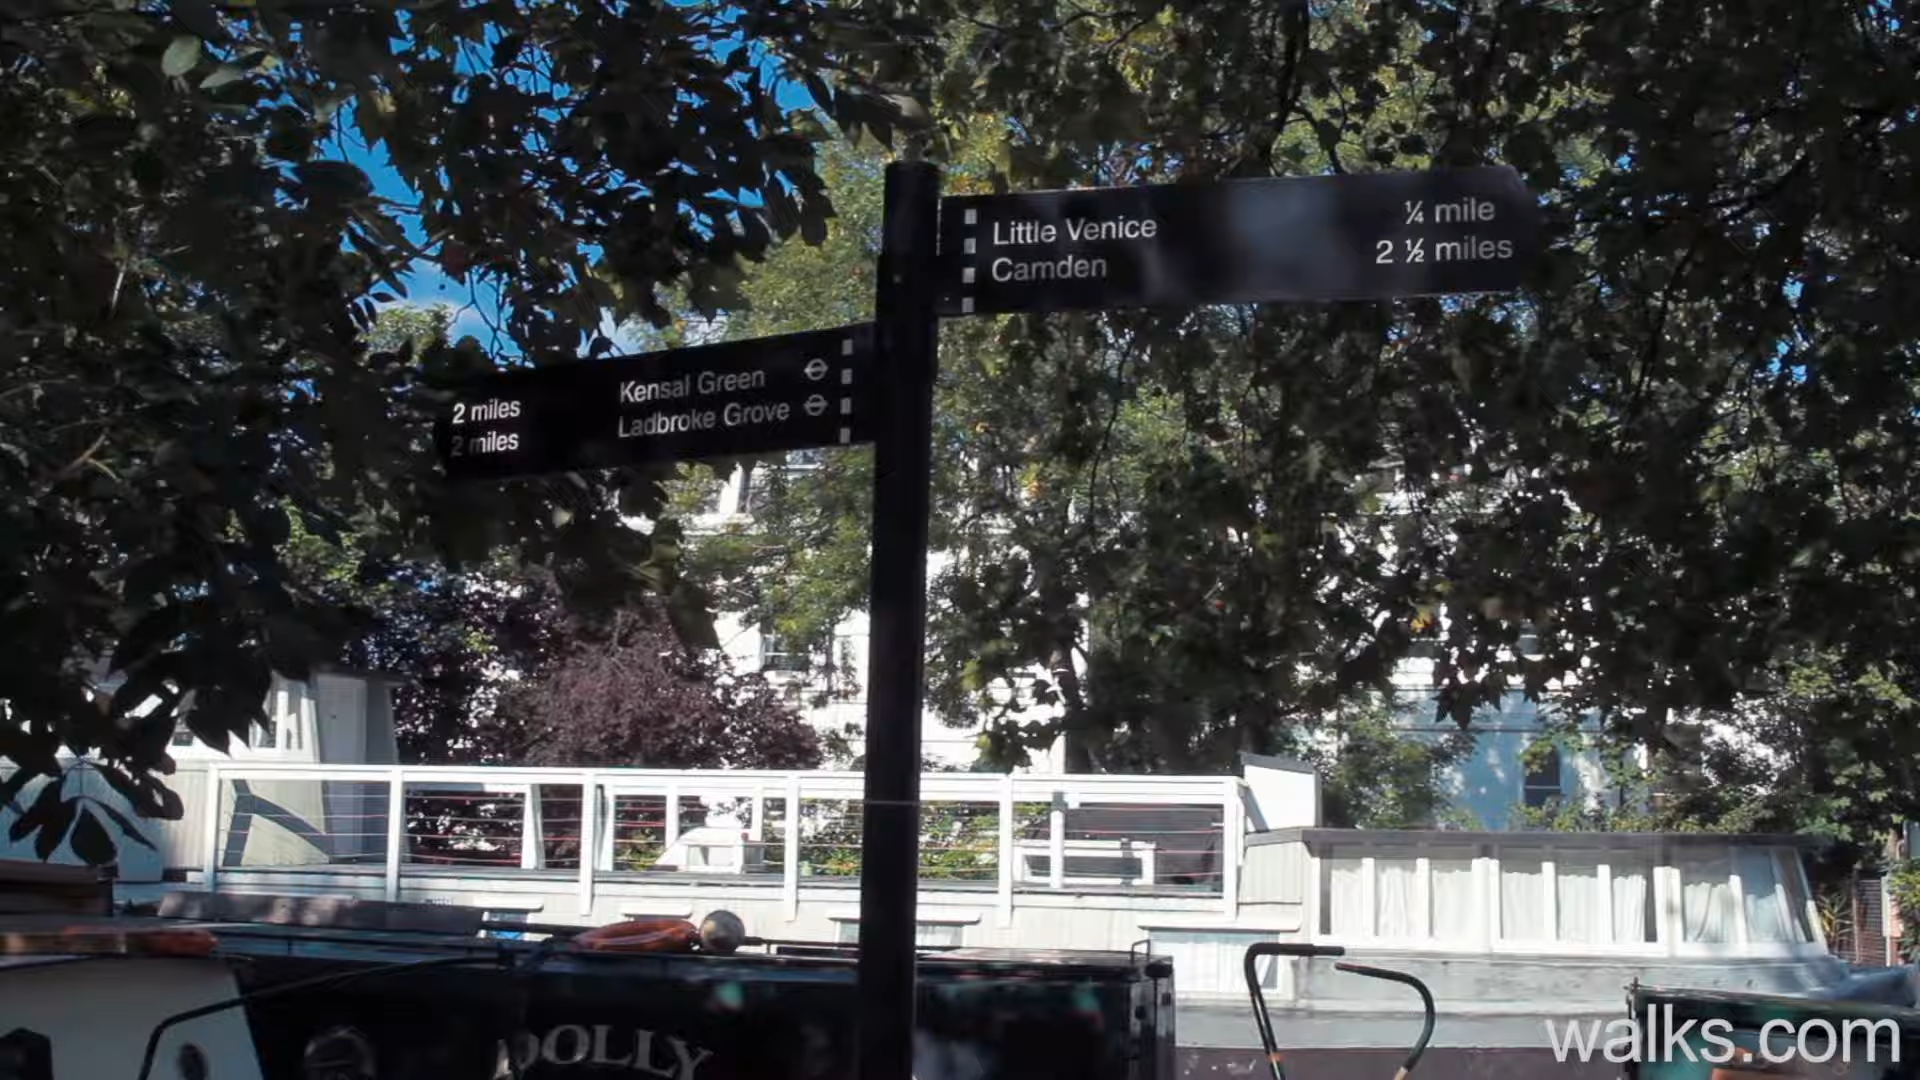 Little Venice ¼ mile
Camden 2 ½ miles
2 miles Kensal Green
2 miles Ladbroke Grove
DOLLY
walks.com